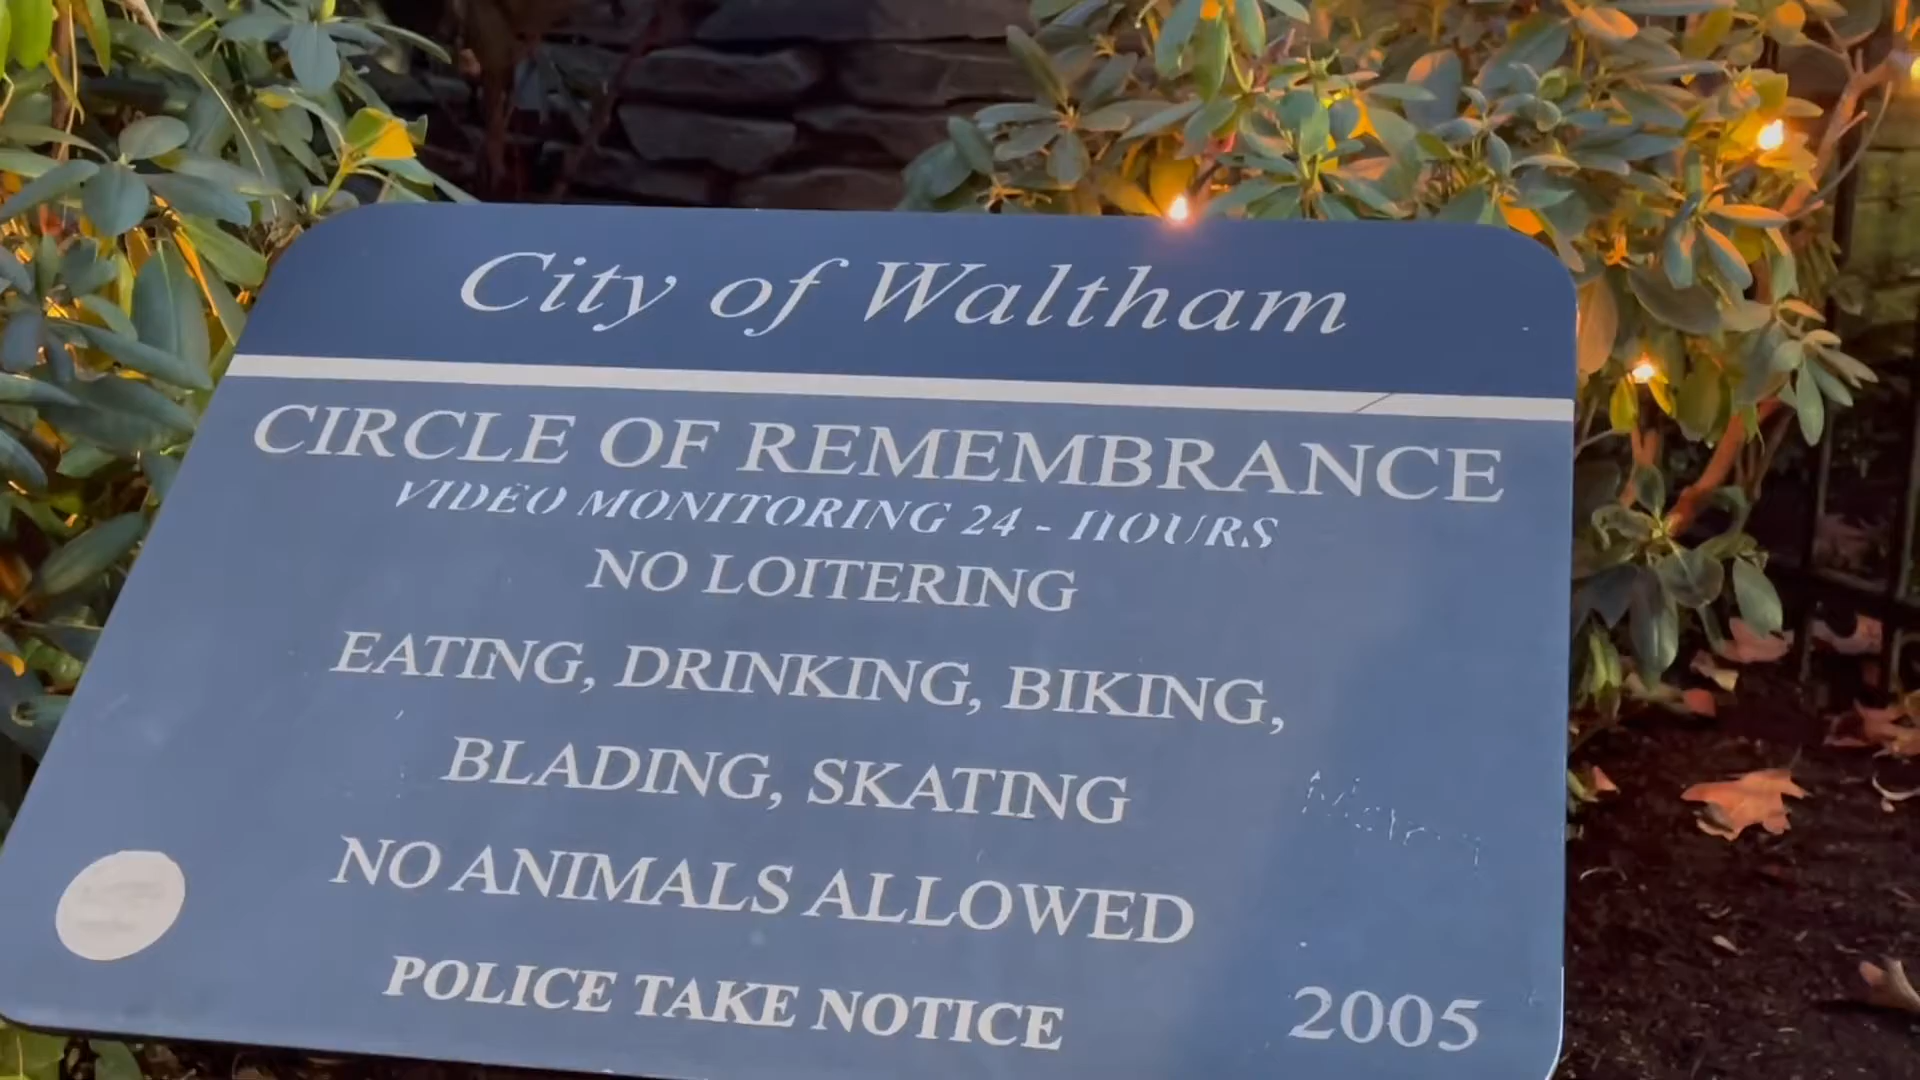 City of Waltham
CIRCLE OF REMEMBRANCE
VIDEO MONITORING 24 - HOURS
NO LOITERING
EATING, DRINKING, BIKING,
BLADING, SKATING
NO ANIMALS ALLOWED
POLICE TAKE NOTICE
2005